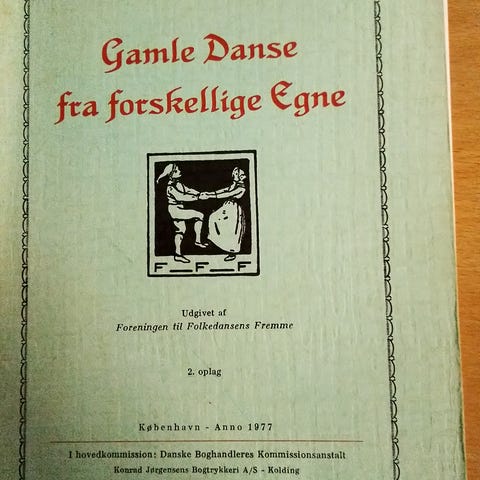 Gamle Danse
fra forskellige Egne
F–F–F
Udgivet af
Foreningen til Folkedansens Fremme
2. oplag
København - Anno 1977
I hovedkommission: Danske Boghandleres Kommissionsanstalt
Konrad Jørgensens Bogtrykkeri A/S - Kolding